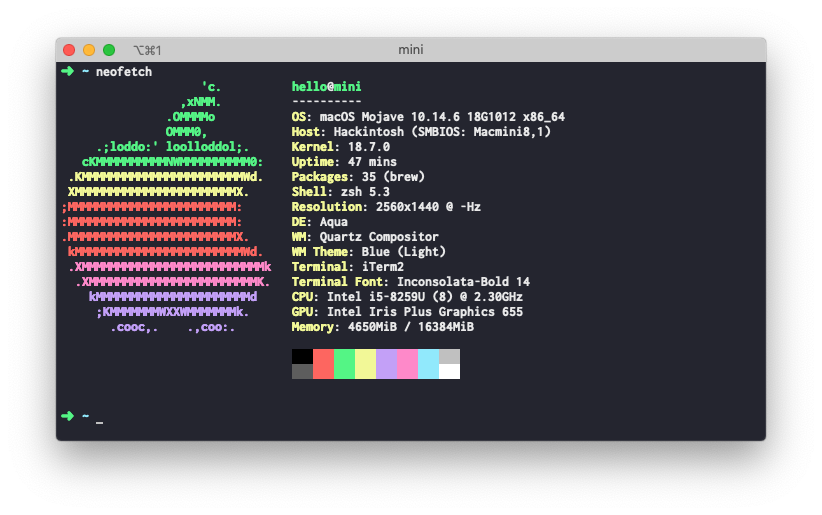 ⌥⌘1 mini
➜ ~ neofetch
'c.
hello@mini
,xNMM.
----------
.OMMMMo
OS: macOS Mojave 10.14.6 18G1012 x86_64
OMMM0,
Host: Hackintosh (SMBIOS: Macmini8,1)
.;loddo:' loolloddol;.
Kernel: 18.7.0
cKMMMMMMMMMMNWMMMMMMMMMM0:
Uptime: 47 mins
.KMMMMMMMMMMMMMMMMMMMMMMMWd.
Packages: 35 (brew)
XMMMMMMMMMMMMMMMMMMMMMMMX.
Shell: zsh 5.3
;MMMMMMMMMMMMMMMMMMMMMMMM:
Resolution: 2560x1440 @ -Hz
:MMMMMMMMMMMMMMMMMMMMMMMM:
DE: Aqua
.MMMMMMMMMMMMMMMMMMMMMMMMX.
WM: Quartz Compositor
kMMMMMMMMMMMMMMMMMMMMMMMMWd.
WM Theme: Blue (Light)
.XMMMMMMMMMMMMMMMMMMMMMMMMMMk
Terminal: iTerm2
.XMMMMMMMMMMMMMMMMMMMMMMMMK.
Terminal Font: Inconsolata-Bold 14
kMMMMMMMMMMMMMMMMMMMMMMd
CPU: Intel i5-8259U (8) @ 2.30GHz
;KMMMMMMMWXXWMMMMMMMk.
GPU: Intel Iris Plus Graphics 655
.cooc,. .,coo:.
Memory: 4650MiB / 16384MiB
➜ ~ _